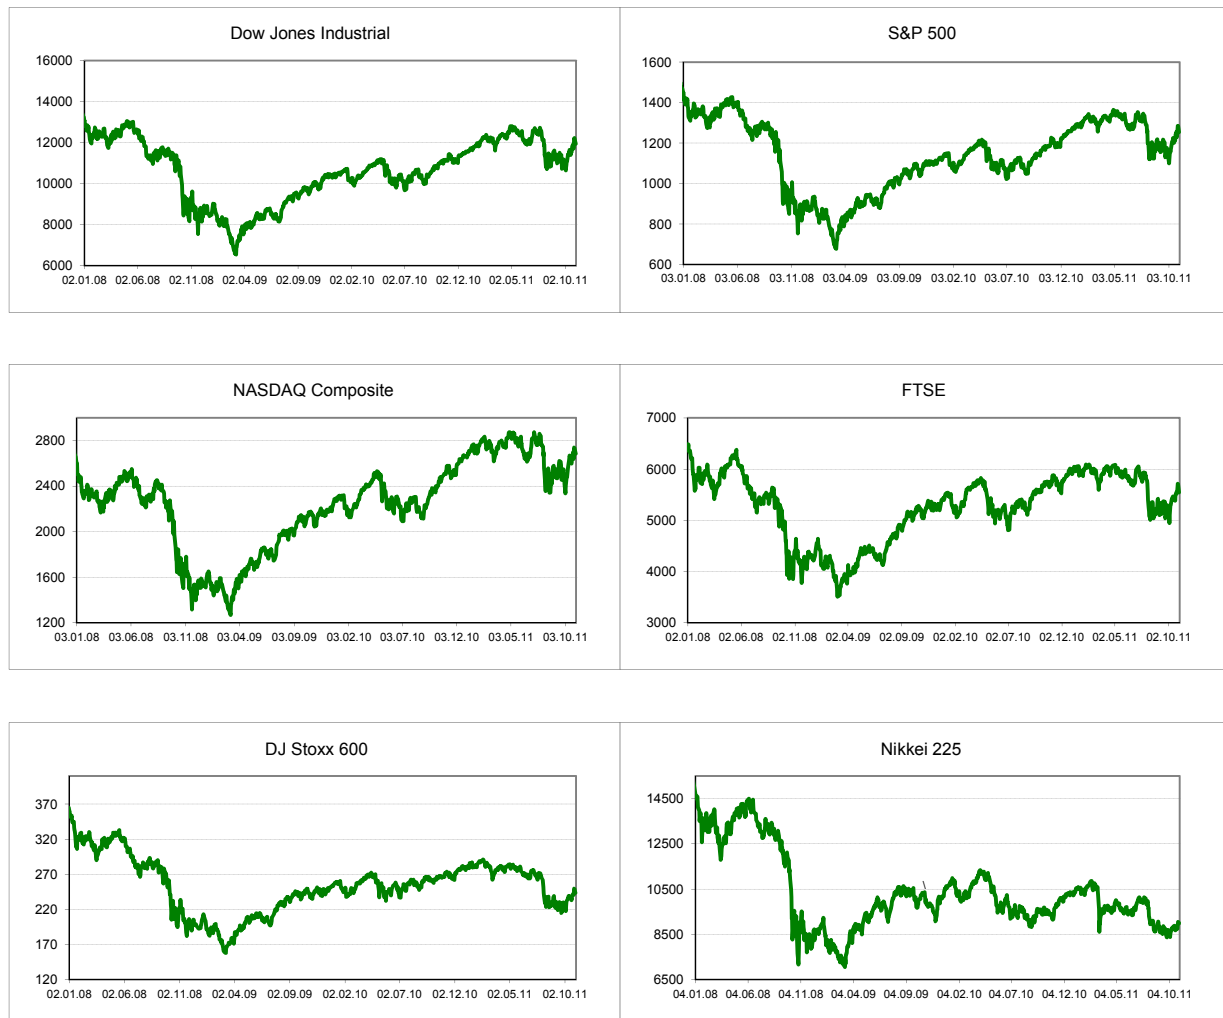 Dow Jones Industrial
16000
14000
12000
10000
8000
6000
02.01.08 02.06.08 02.11.08 02.04.09 02.09.09 02.02.10 02.07.10 02.12.10 02.05.11 02.10.11
S&P 500
1600
1400
1200
1000
800
600
03.01.08 03.06.08 03.11.08 03.04.09 03.09.09 03.02.10 03.07.10 03.12.10 03.05.11 03.10.11
NASDAQ Composite
2800
2400
2000
1600
1200
03.01.08 03.06.08 03.11.08 03.04.09 03.09.09 03.02.10 03.07.10 03.12.10 03.05.11 03.10.11
FTSE
7000
6000
5000
4000
3000
02.01.08 02.06.08 02.11.08 02.04.09 02.09.09 02.02.10 02.07.10 02.12.10 02.05.11 02.10.11
DJ Stoxx 600
370
320
270
220
170
120
02.01.08 02.06.08 02.11.08 02.04.09 02.09.09 02.02.10 02.07.10 02.12.10 02.05.11 02.10.11
Nikkei 225
14500
12500
10500
8500
6500
04.01.08 04.06.08 04.11.08 04.04.09 04.09.09 04.02.10 04.07.10 04.12.10 04.05.11 04.10.11